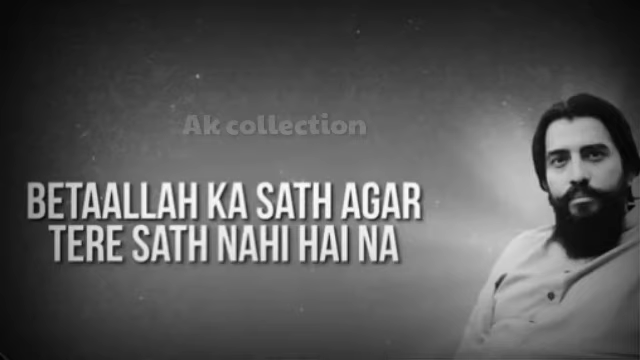 Ak collection
BETAALLAH KA SATH AGAR
TERE SATH NAHI HAI NA